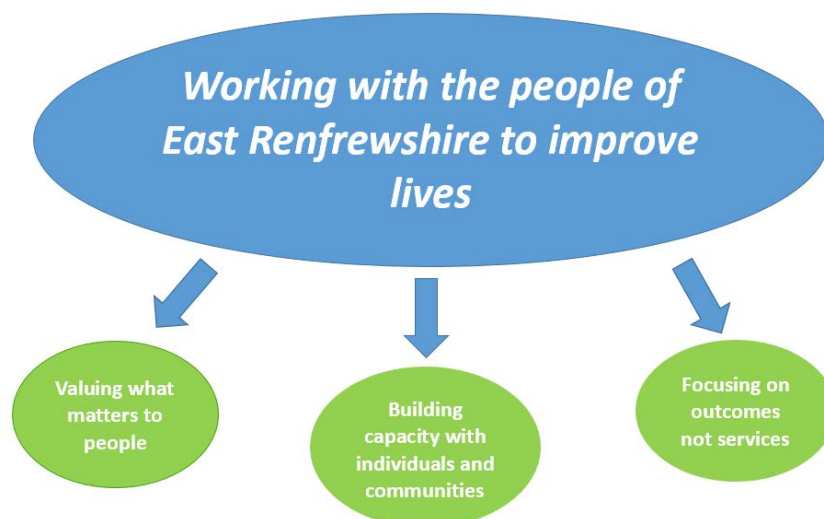 Working with the people of
East Renfrewshire to improve
lives
Valuing what
matters to
people
Building
capacity with
individuals and
communities
Focusing on
outcomes
not services